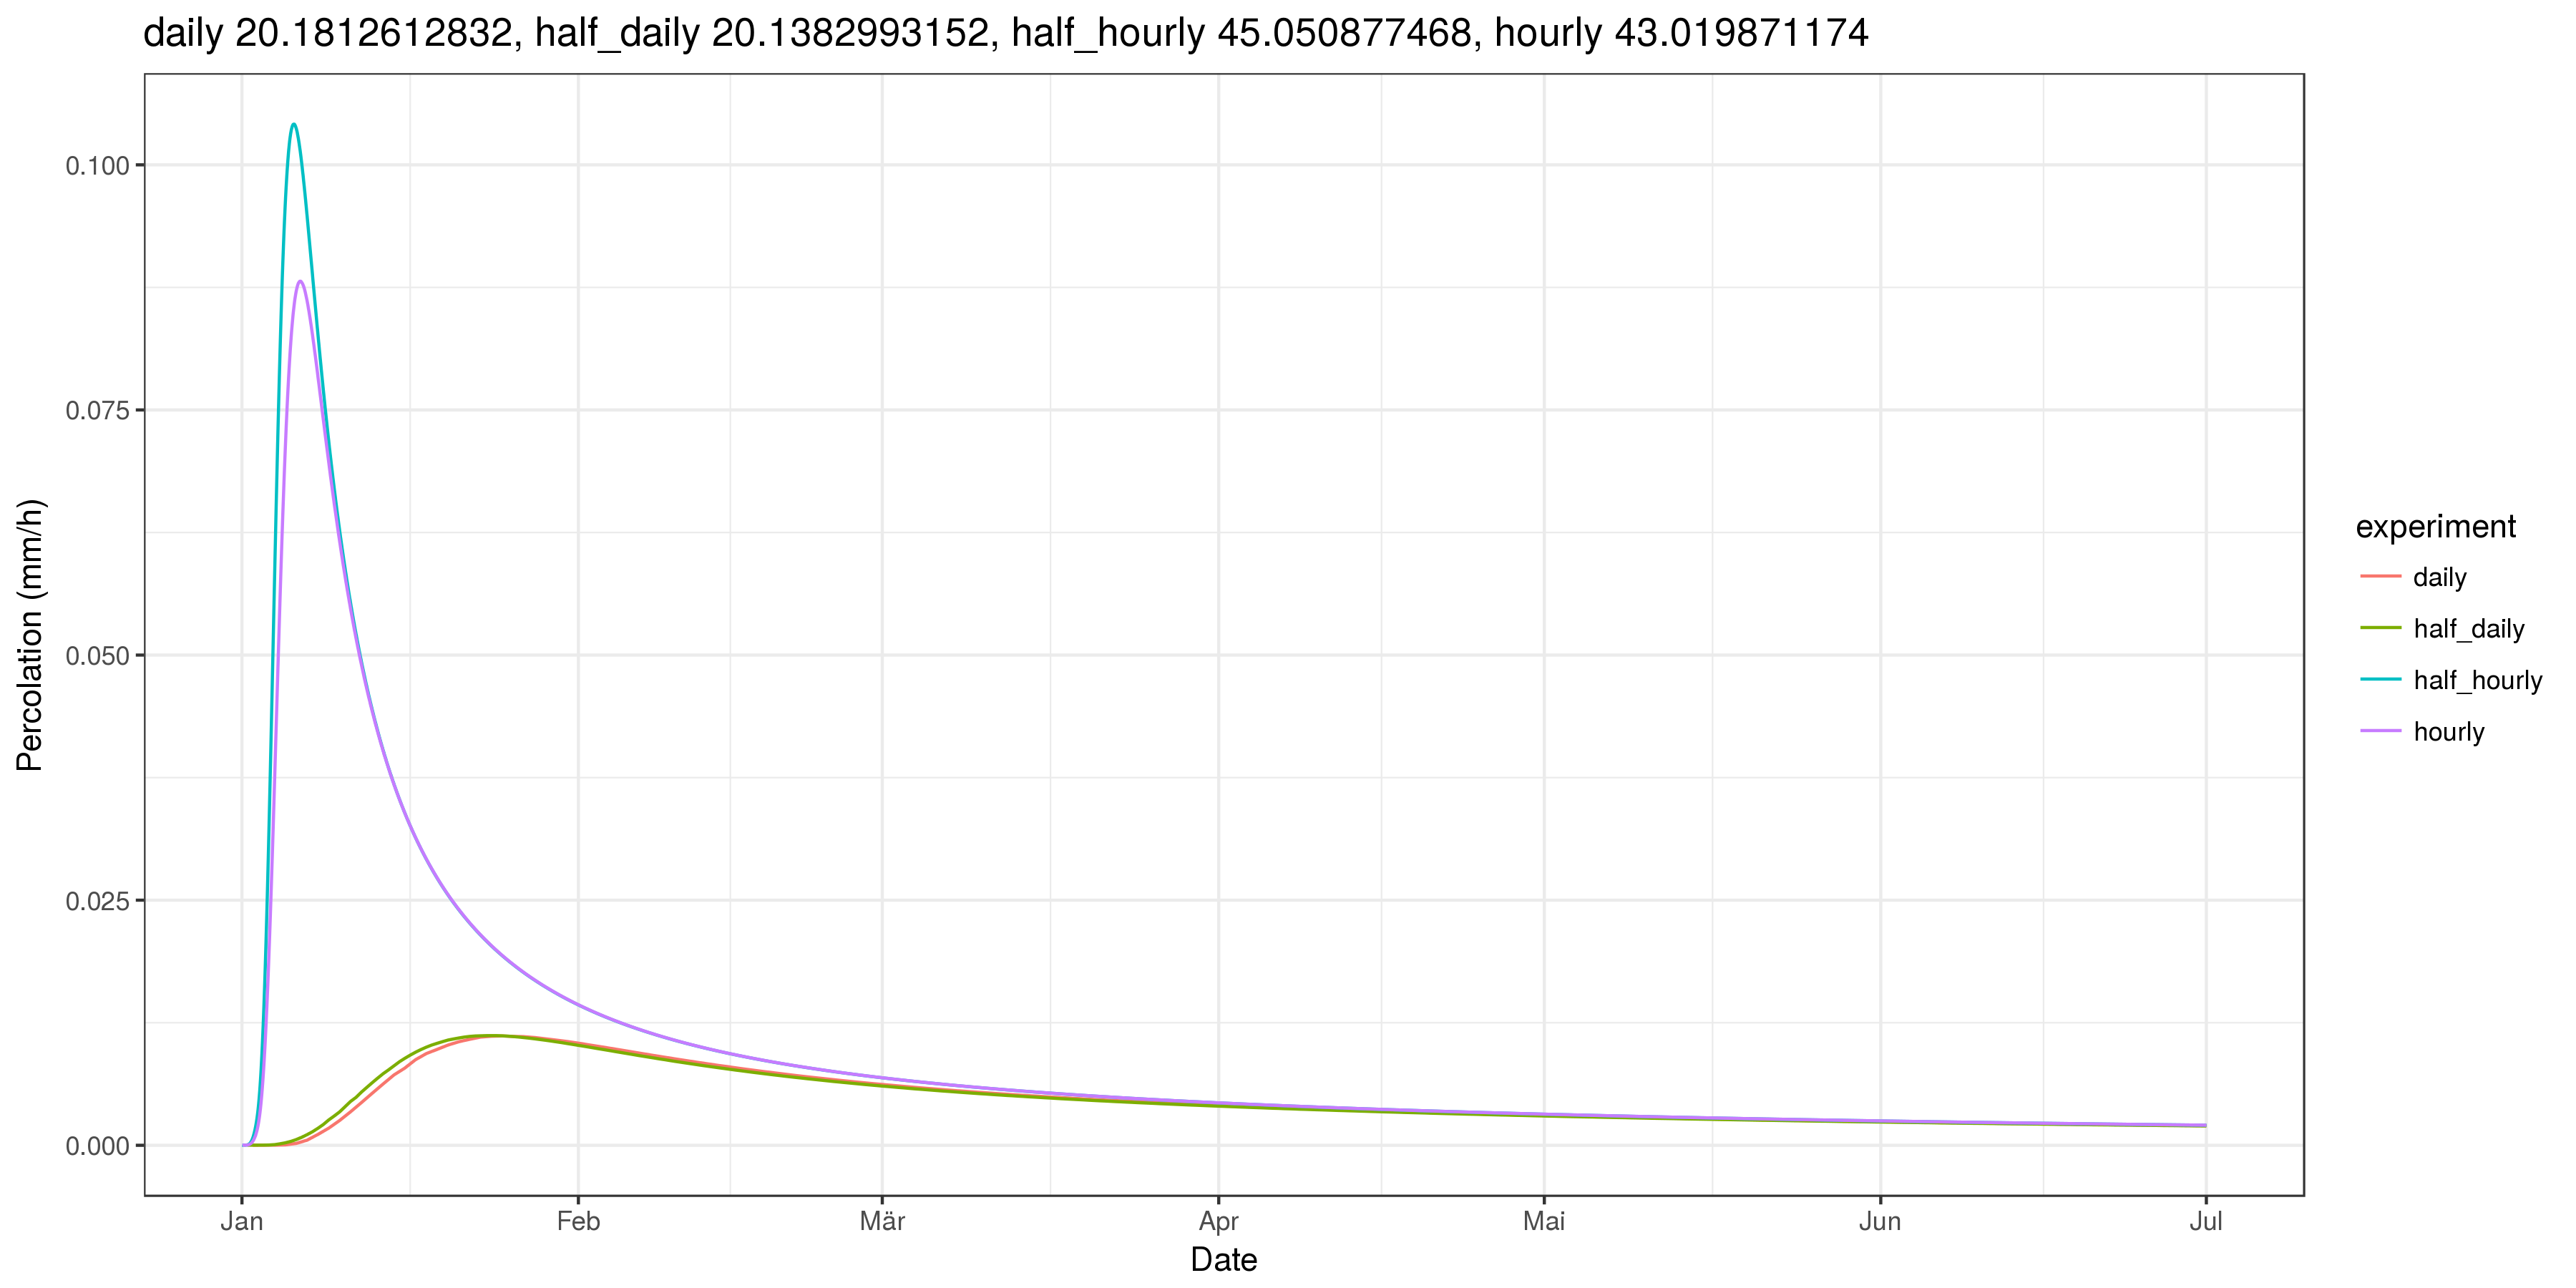 daily 20.1812612832, half_daily 20.1382993152, half_hourly 45.050877468, hourly 43.019871174
Percolation (mm/h)
0.100
0.075
0.050
0.025
0.000
Jan Feb Mär Apr Mai Jun Jul
Date
experiment
daily
half_daily
half_hourly
hourly